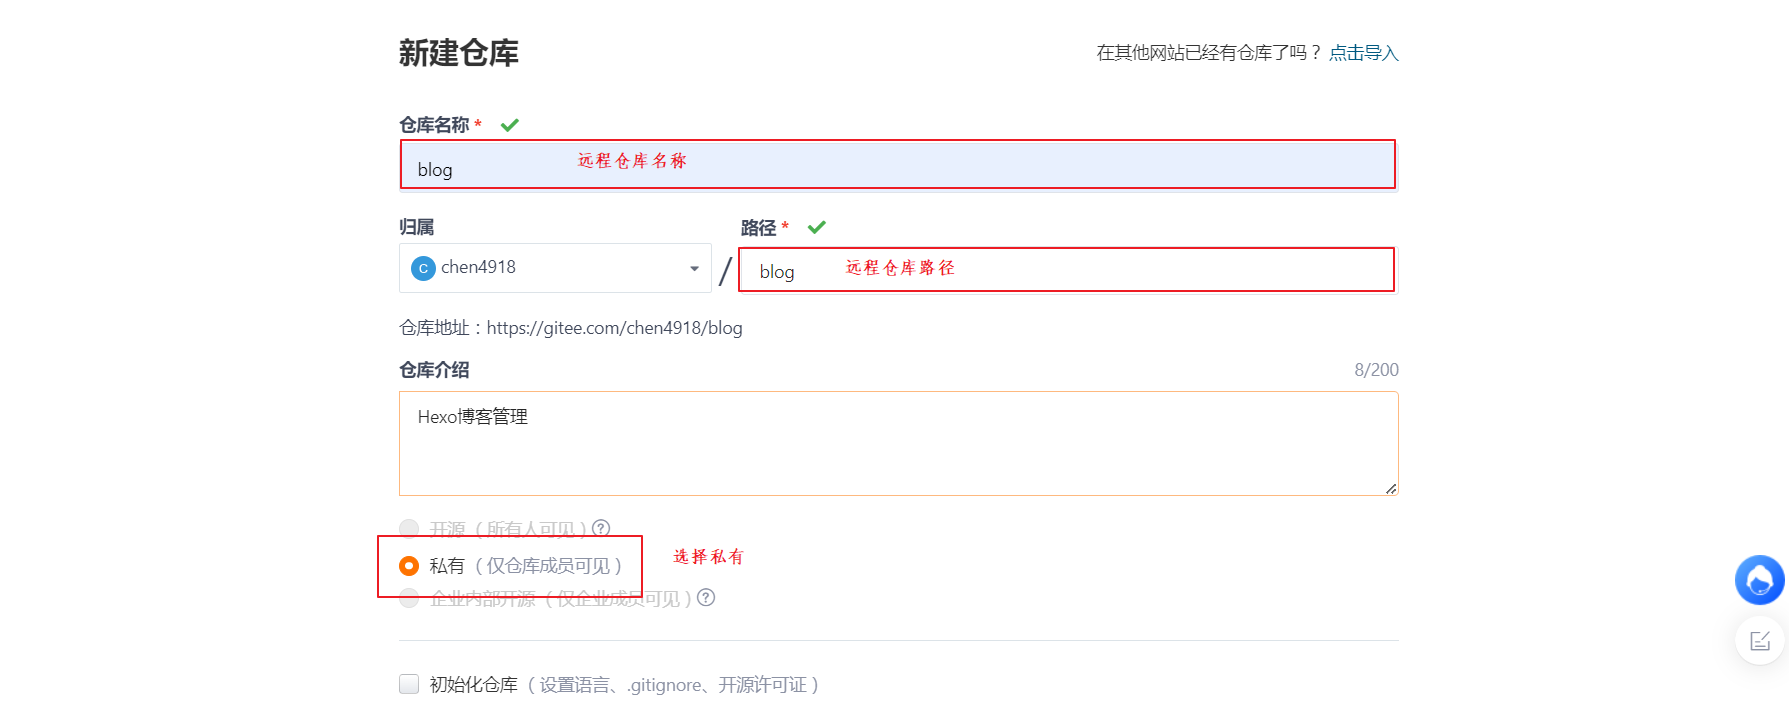 新建仓库
在其他网站已经有仓库了吗？ 点击导入
仓库名称 *
blog 远程仓库名称
归属 路径 *
C chen4918 / blog 远程仓库路径
仓库地址：https://gitee.com/chen4918/blog
仓库介绍 8/200
Hexo博客管理
开源（所有人可见）?
私有（仅仓库成员可见） 选择私有
企业内部开源（仅企业成员可见）?
初始化仓库（设置语言、.gitignore、开源许可证）